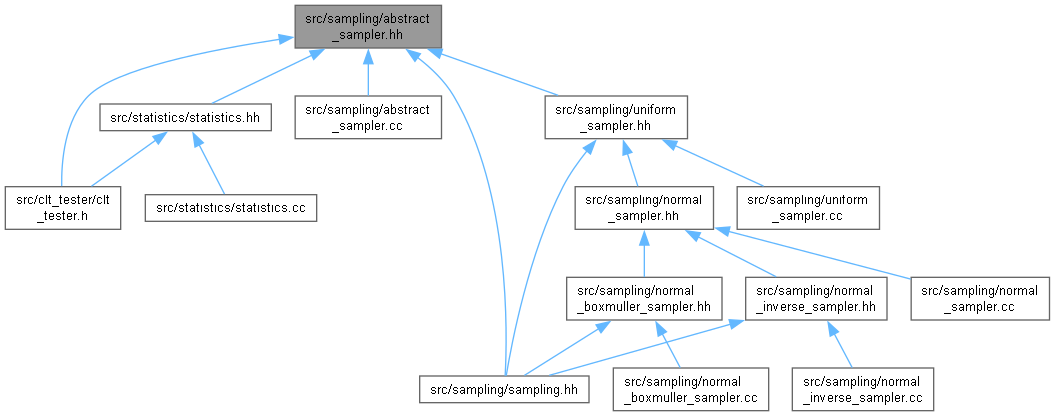 src/sampling/abstract
_sampler.hh
src/statistics/statistics.hh
src/sampling/abstract
_sampler.cc
src/sampling/uniform
_sampler.hh
src/clt_tester/clt
_tester.h
src/statistics/statistics.cc
src/sampling/normal
_sampler.hh
src/sampling/uniform
_sampler.cc
src/sampling/normal
_boxmuller_sampler.hh
src/sampling/normal
_inverse_sampler.hh
src/sampling/normal
_sampler.cc
src/sampling/sampling.hh
src/sampling/normal
_boxmuller_sampler.cc
src/sampling/normal
_inverse_sampler.cc